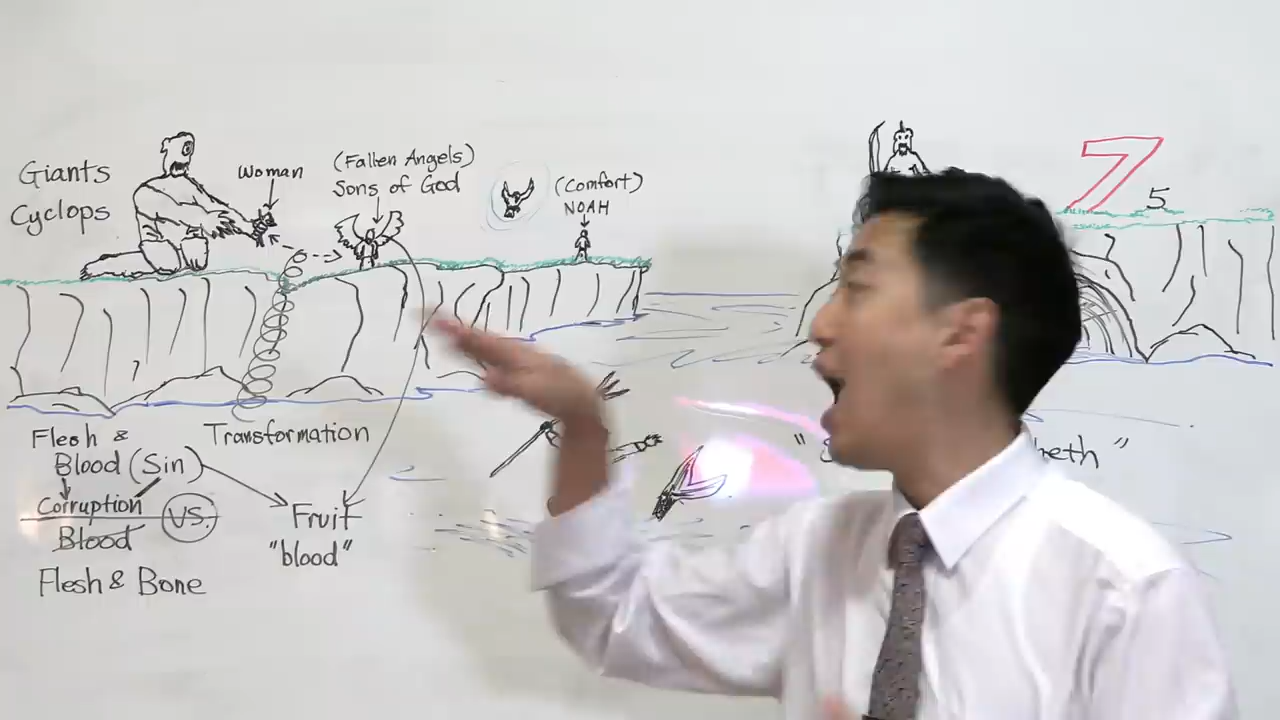 Giants
Cyclops
Woman
(Fallen Angels)
Sons of God
(Comfort)
NOAH
7
5
Flesh &
Blood (Sin)
Corruption
Blood
VS.
Flesh & Bone
Transformation
Fruit
"blood"